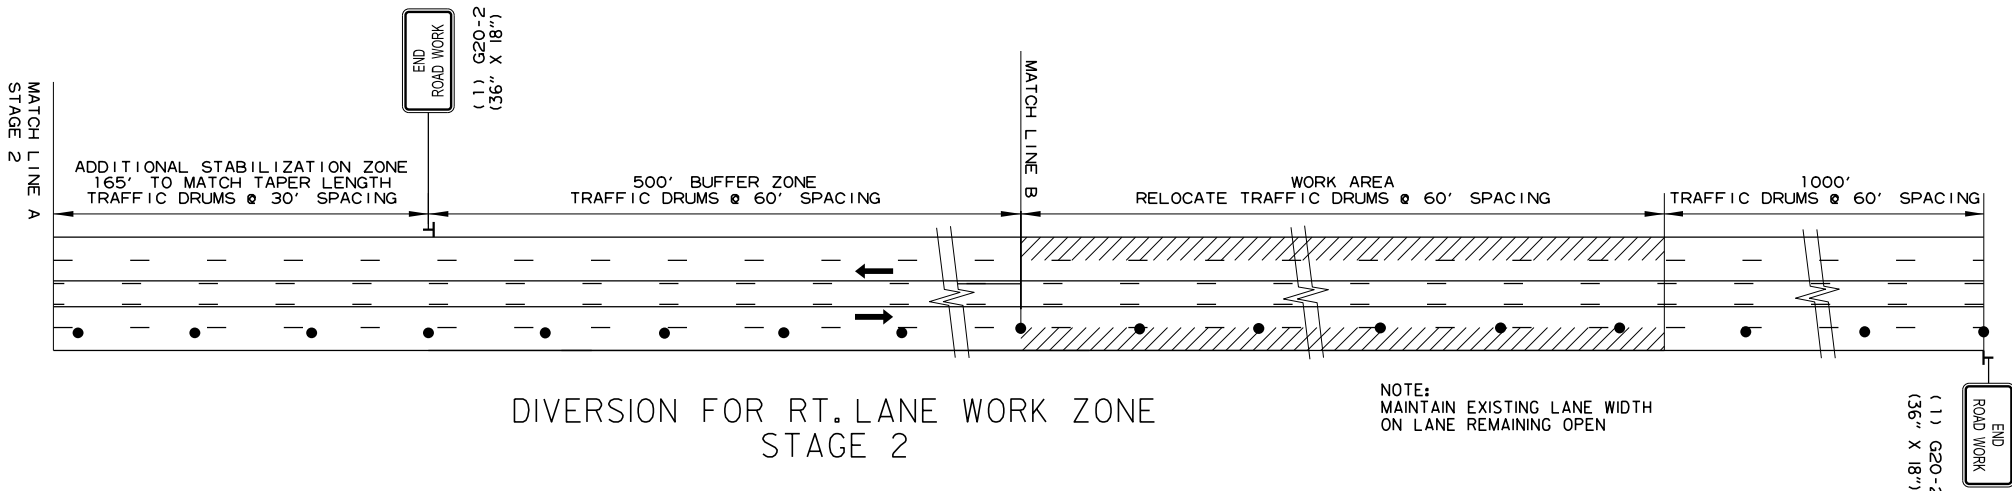 MATCH LINE A
STAGE 2
END
ROAD WORK
(1) G20-2
(36" X 18")
ADDITIONAL STABILIZATION ZONE
165' TO MATCH TAPER LENGTH
TRAFFIC DRUMS @ 30' SPACING
500' BUFFER ZONE
TRAFFIC DRUMS @ 60' SPACING
MATCH LINE B
WORK AREA
RELOCATE TRAFFIC DRUMS @ 60' SPACING
1000'
TRAFFIC DRUMS @ 60' SPACING
DIVERSION FOR RT. LANE WORK ZONE
STAGE 2
NOTE:
MAINTAIN EXISTING LANE WIDTH
ON LANE REMAINING OPEN
(1) G20-2
(36" X 18")
END
ROAD WORK